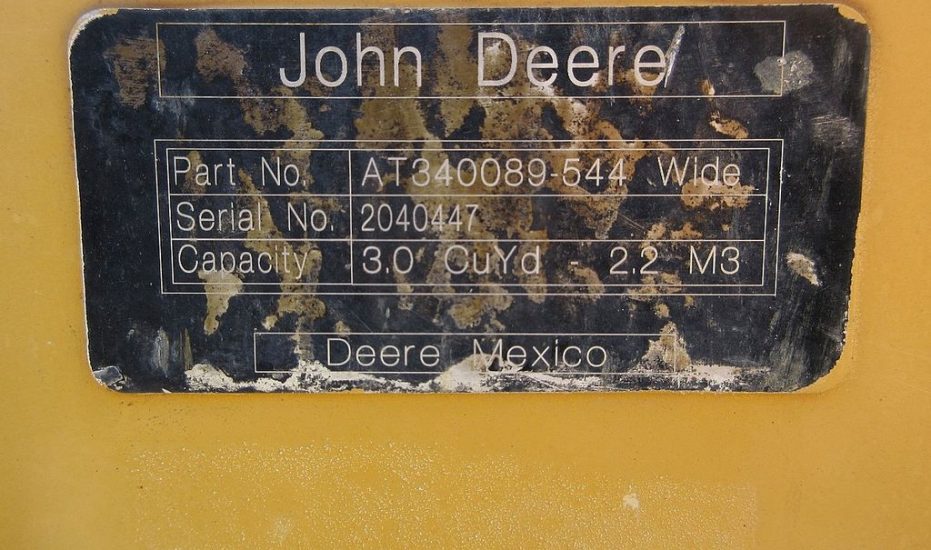 John Deere
Part No. AT340089-544 Wide
Serial No. 2040447
Capacity 3.0 CuYd - 2.2 M3
Deere Mexico